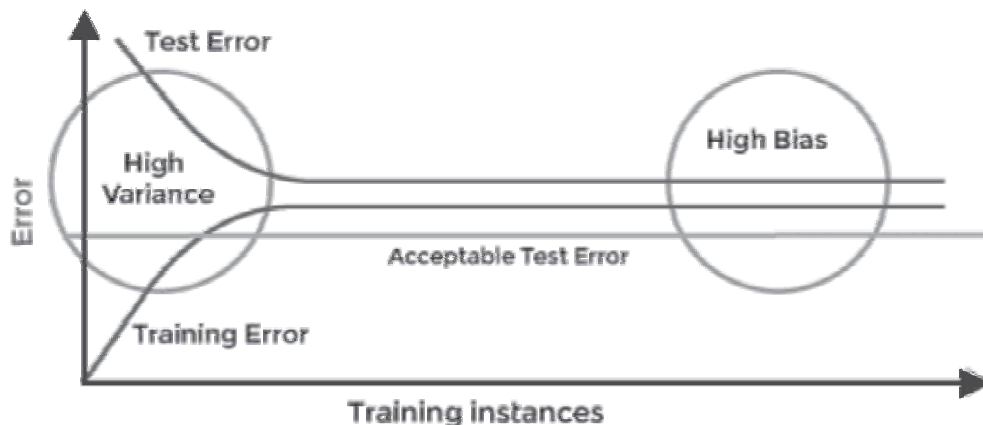 Test Error
High Bias
High
Variance
Error
Acceptable Test Error
Training Error
Training instances